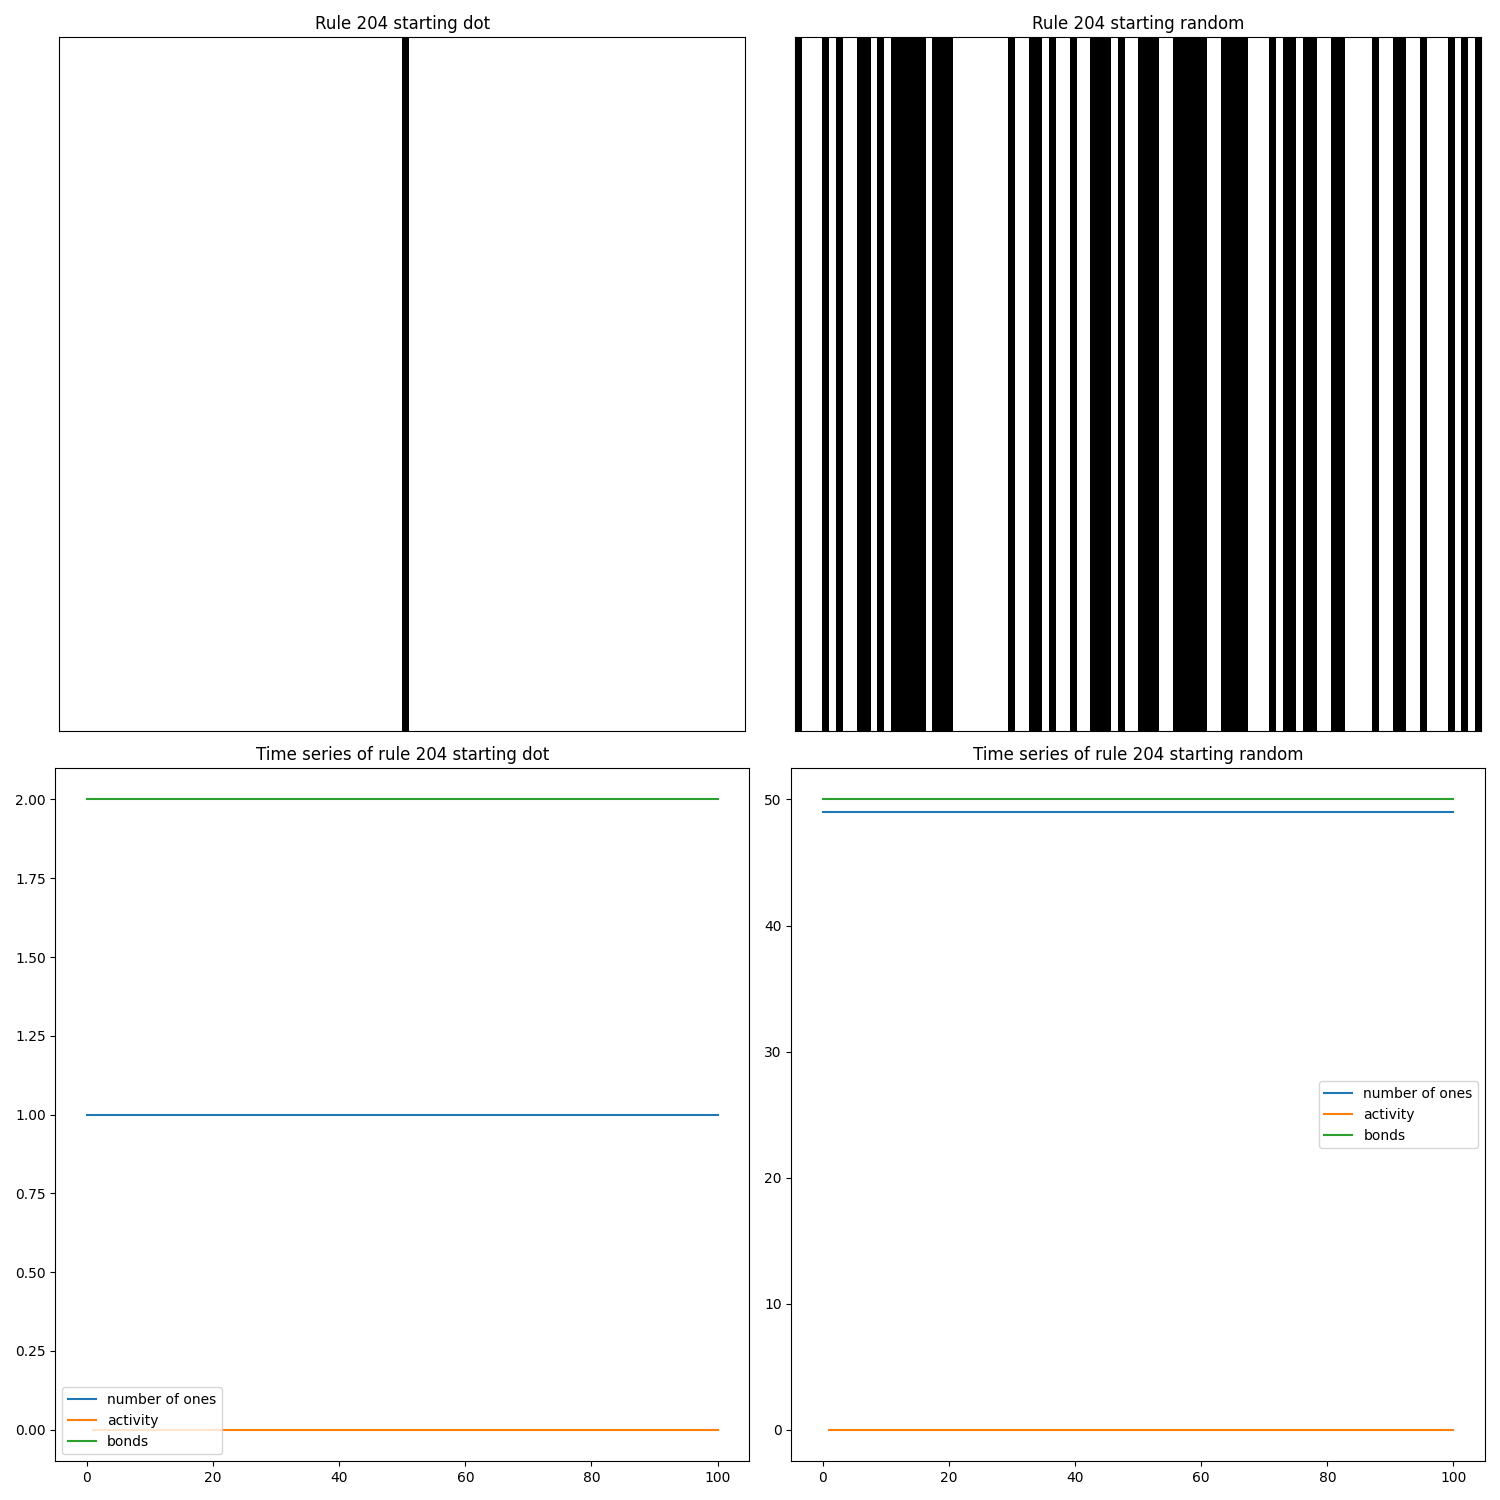 Rule 204 starting dot
Rule 204 starting random
Time series of rule 204 starting dot
2.00
1.75
1.50
1.25
1.00
0.75
0.50
0.25
0.00
number of ones
activity
bonds
0 20 40 60 80 100
Time series of rule 204 starting random
50
40
30
20
10
0
number of ones
activity
bonds
0 20 40 60 80 100